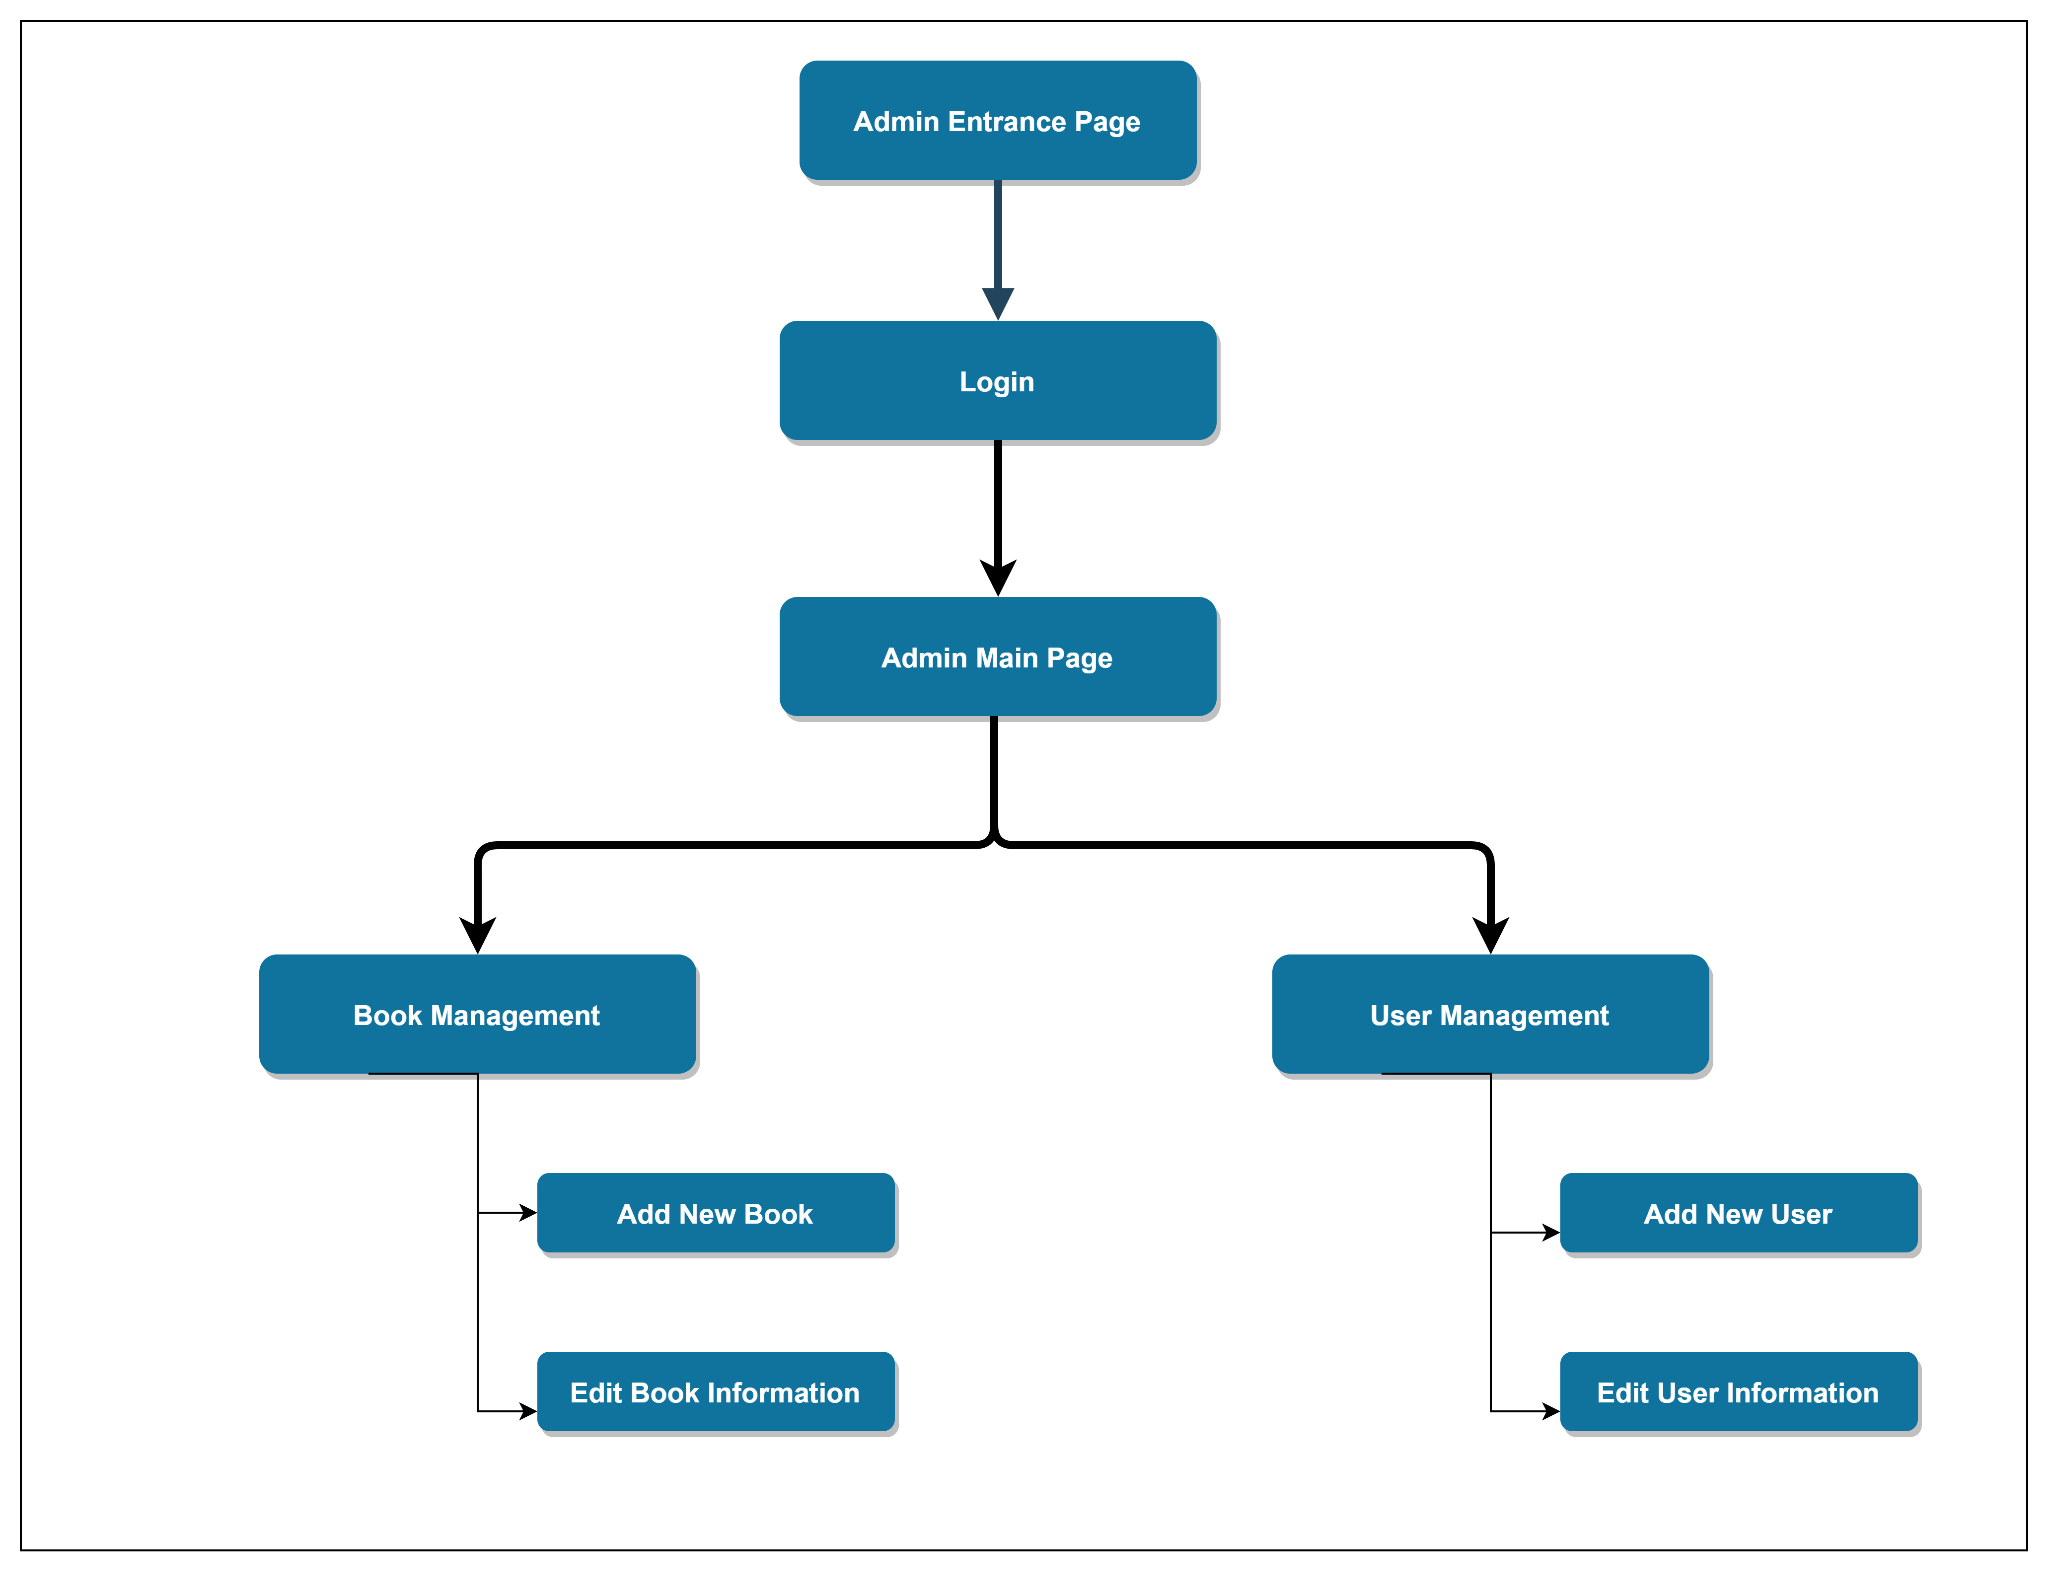 Admin Entrance Page
Login
Admin Main Page
Book Management
User Management
Add New Book
Add New User
Edit Book Information
Edit User Information